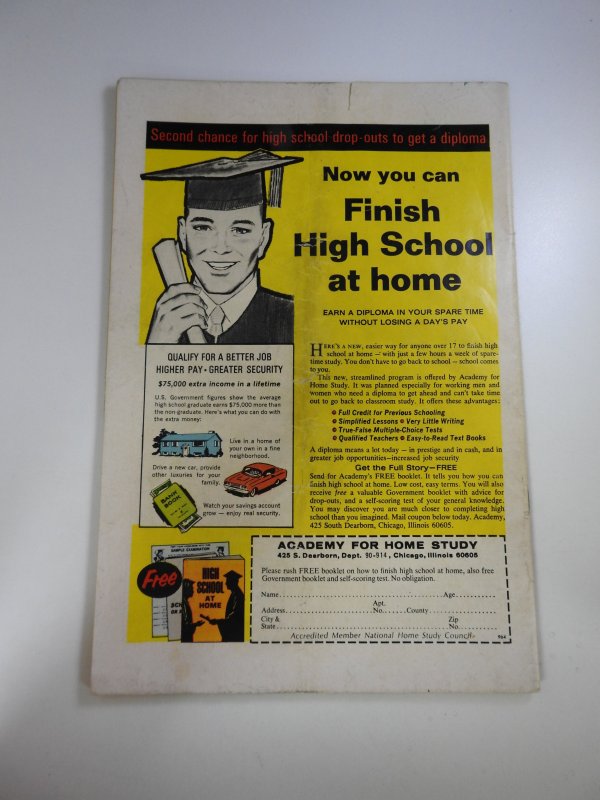 Second chance for high school drop-outs to get a diploma
Now you can
Finish
High School
at home
EARN A DIPLOMA IN YOUR SPARE TIME
WITHOUT LOSING A DAY'S PAY
QUALIFY FOR A BETTER JOB
HIGHER PAY • GREATER SECURITY
$75,000 extra income in a lifetime
U.S. Government figures show the average
high school graduate earns $75,000 more than
the non-graduate. Here's what you can do with
the extra money:
Live in a home of
your own in a fine
neighborhood.
Drive a new car, provide
other luxuries for your
family.
BANK
BOOK
Watch your savings account
grow — enjoy real security.
HERE'S A NEW, easier way for anyone over 17 to finish high
school at home — with just a few hours a week of spare-
time study. You don't have to go back to school — school comes
to you.
This new, streamlined program is offered by Academy for
Home Study. It was planned especially for working men and
women who need a diploma to get ahead and can't take time
out to go back to classroom study. It offers these advantages:
Full Credit for Previous Schooling
Simplified Lessons Very Little Writing
True-False Multiple-Choice Tests
Qualified Teachers Easy-to-Read Text Books
A diploma means a lot today — in prestige and in cash, and in
greater job opportunities—increased job security
Get the Full Story—FREE
Send for Academy's FREE booklet. It tells you how you can
finish high school at home. Low cost, easy terms. You will also
receive free a valuable Government booklet with advice for
drop-outs, and a self-scoring test of your general knowledge.
You may discover you are much closer to completing high
school than you imagined. Mail coupon below today. Academy,
425 South Dearborn, Chicago, Illinois 60605.
Free
SAMPLE EXAMINATION
HIGH
SCHOOL
AT HOME
ACADEMY FOR HOME STUDY
425 S. Dearborn, Dept. 90-914, Chicago, Illinois 60605
Please rush FREE booklet on how to finish high school at home, also free
Government booklet and self-scoring test. No obligation.
Name Age
Apt.
Address No. County
City & Zip
State No.
Accredited Member National Home Study Council